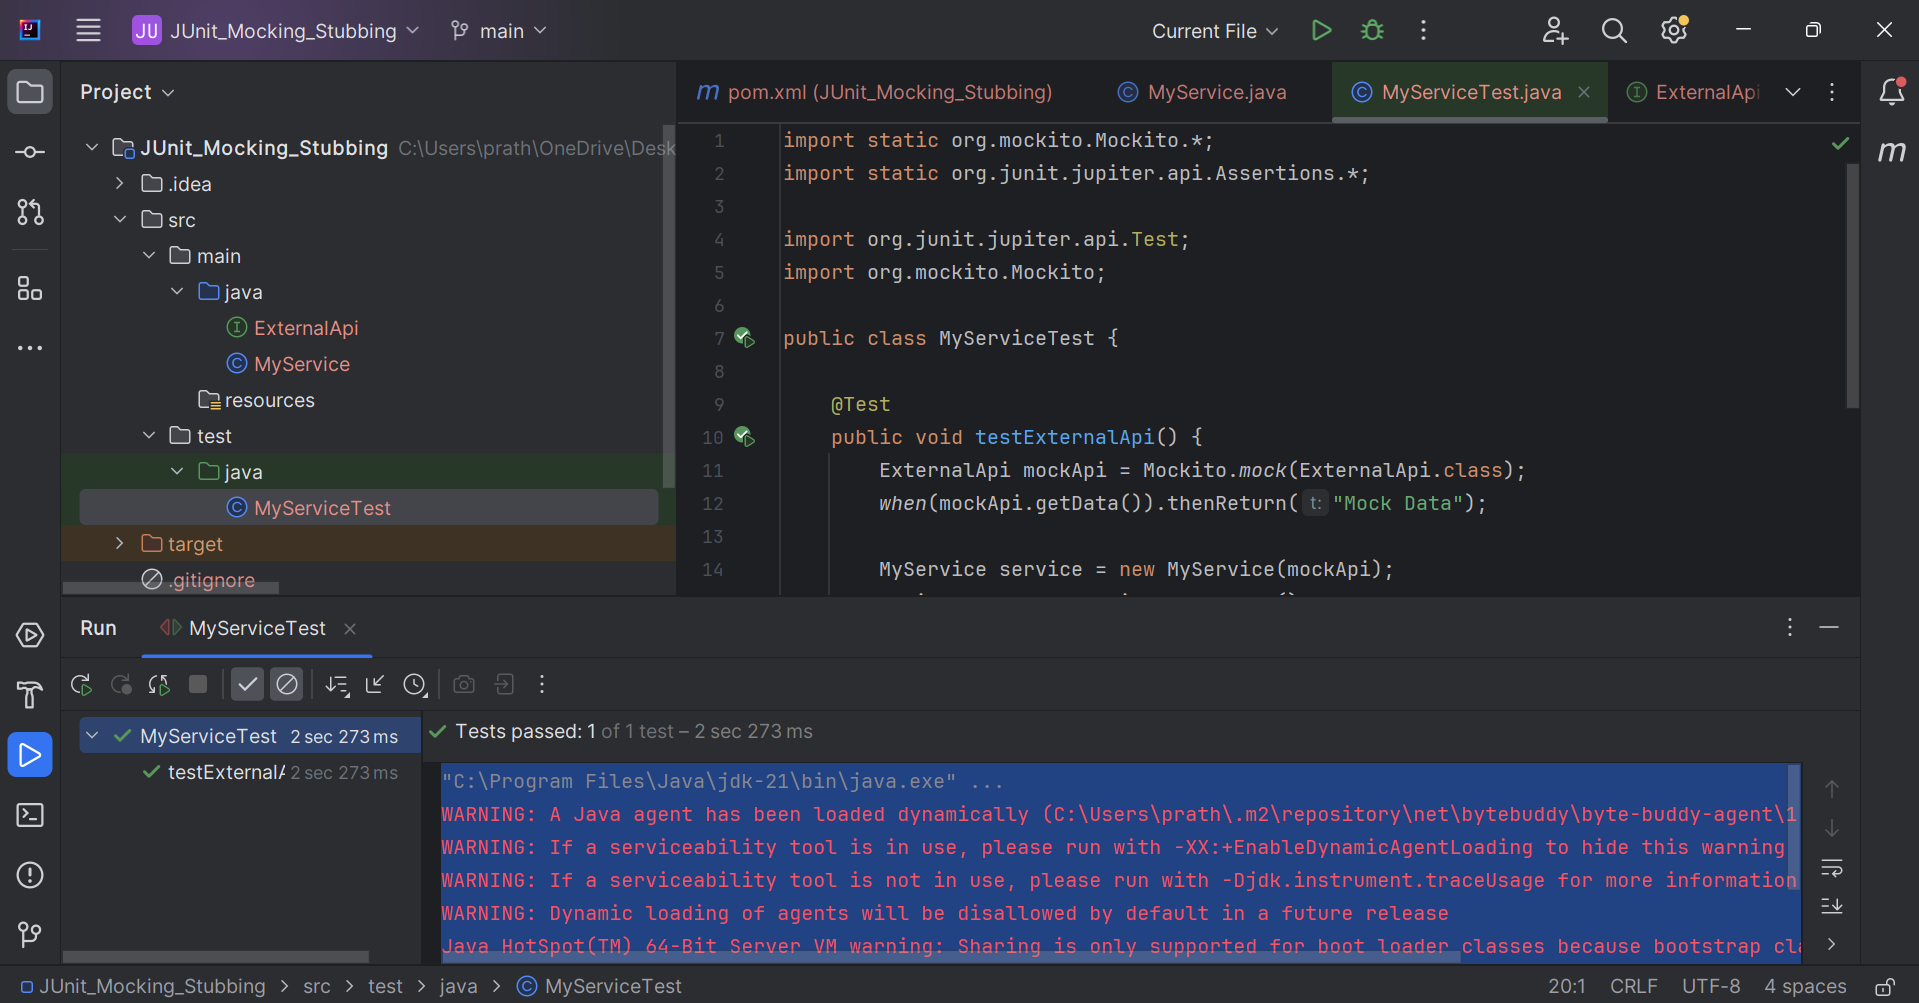 JU JUnit_Mocking_Stubbing main Current File
Project
JUnit_Mocking_Stubbing C:\Users\prath\OneDrive\Desk
.idea
src
main
java
ExternalApi
MyService
resources
test
java
MyServiceTest
target
.gitignore
m pom.xml (JUnit_Mocking_Stubbing) MyService.java MyServiceTest.java ExternalApi
1 import static org.mockito.Mockito.*;
2 import static org.junit.jupiter.api.Assertions.*;
3
4 import org.junit.jupiter.api.Test;
5 import org.mockito.Mockito;
6
7 public class MyServiceTest {
8
9 @Test
10 public void testExternalApi() {
11 ExternalApi mockApi = Mockito.mock(ExternalApi.class);
12 when(mockApi.getData()).thenReturn( t: "Mock Data");
13
14 MyService service = new MyService(mockApi);
m
Run MyServiceTest
MyServiceTest 2 sec 273 ms
testExternalA 2 sec 273 ms
Tests passed: 1 of 1 test – 2 sec 273 ms
"C:\Program Files\Java\jdk-21\bin\java.exe" ...
WARNING: A Java agent has been loaded dynamically (C:\Users\prath\.m2\repository\net\bytebuddy\byte-buddy-agent\1
WARNING: If a serviceability tool is in use, please run with -XX:+EnableDynamicAgentLoading to hide this warning
WARNING: If a serviceability tool is not in use, please run with -Djdk.instrument.traceUsage for more information
WARNING: Dynamic loading of agents will be disallowed by default in a future release
Java HotSpot(TM) 64-Bit Server VM warning: Sharing is only supported for boot loader classes because bootstrap cla
JUnit_Mocking_Stubbing > src > test > java > MyServiceTest 20:1 CRLF UTF-8 4 spaces